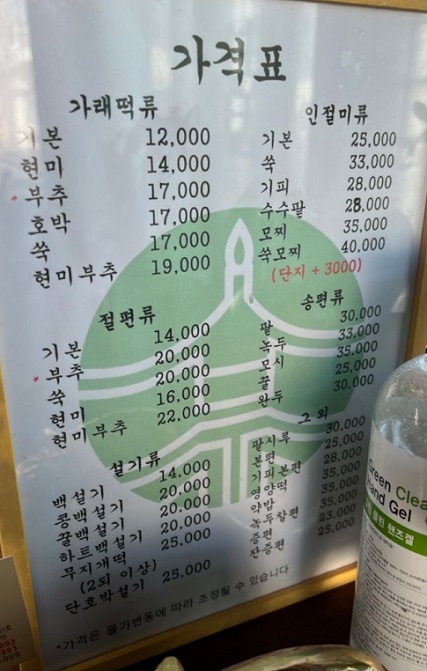 가격표
가래떡류
기본 12,000
현미 14,000
부추 17,000
호박 17,000
쑥 17,000
현미부추 19,000
인절미류
기본 25,000
쑥 33,000
기피 28,000
수수팥 28,000
모찌 35,000
쑥모찌 40,000
(단지 + 3000)
절편류
기본 14,000
부추 20,000
쑥 20,000
현미 16,000
현미부추 22,000
송편류
팥 30,000
녹두 33,000
모시 35,000
꿀 25,000
완두 30,000
설기류
백설기 14,000
콩백설기 20,000
꿀백설기 20,000
하트백설기 20,000
무지개떡 25,000
(2되 이상)
단호박설기 25,000
그 외
팥시루 30,000
본편 25,000
기피본편 28,000
영양떡 35,000
약밥 35,000
녹두찰편 35,000
증편 23,000
잔증편 25,000
*가격은 물가변동에 따라 조정될 수 있습니다
Green Clea
Hand Gel
클린 핸즈겔